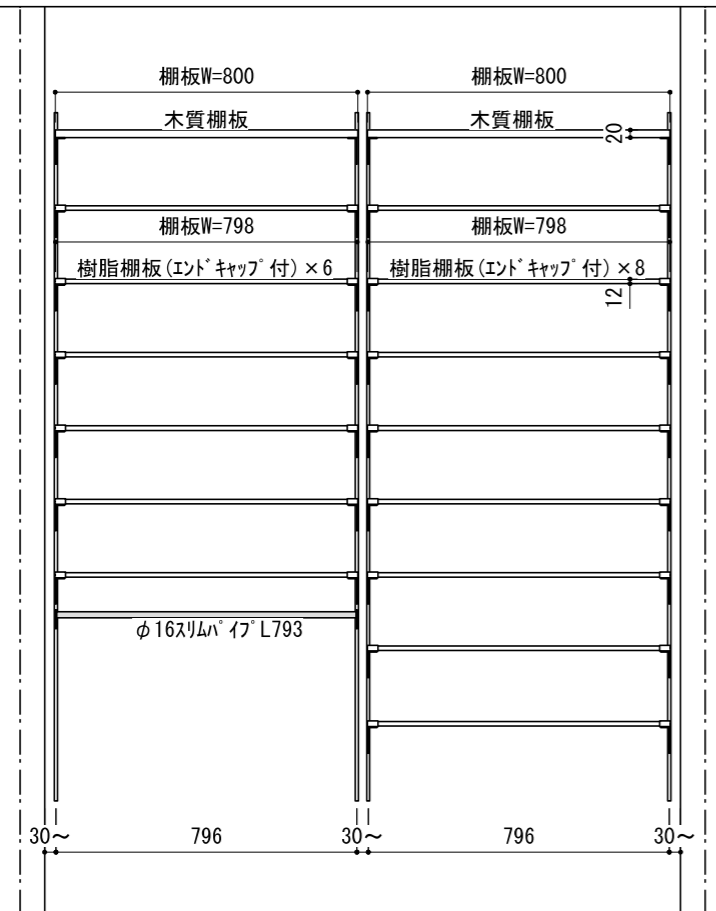 棚板W=800
棚板W=800
木質棚板
木質棚板
20
棚板W=798
棚板W=798
樹脂棚板(エンドキャップ付)×6
樹脂棚板(エンドキャップ付)×8
12
φ16スリムパイプL793
30～
796
30～
796
30～